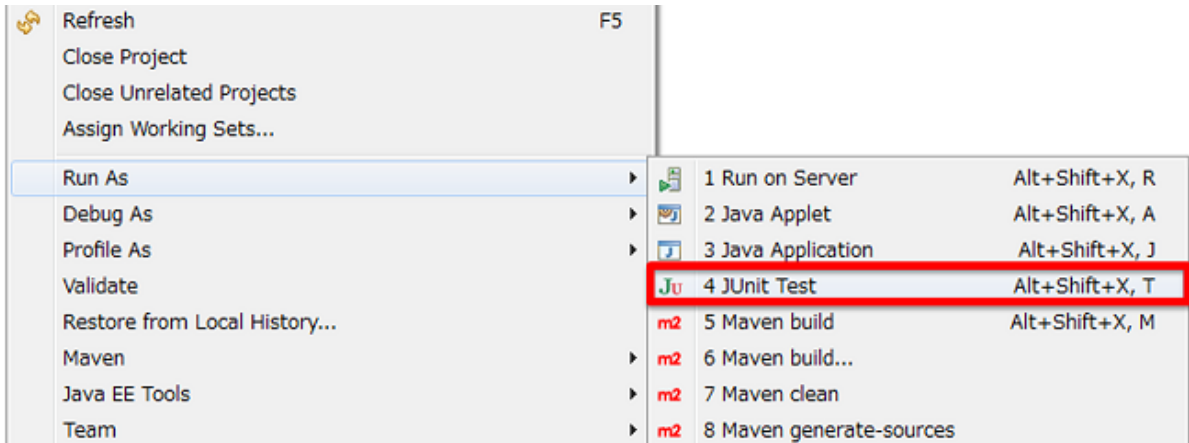 Refresh F5
Close Project
Close Unrelated Projects
Assign Working Sets...
Run As
Debug As
Profile As
Validate
Restore from Local History...
Maven
Java EE Tools
Team
1 Run on Server Alt+Shift+X, R
2 Java Applet Alt+Shift+X, A
3 Java Application Alt+Shift+X, J
JU 4 JUnit Test Alt+Shift+X, T
m2 5 Maven build Alt+Shift+X, M
m2 6 Maven build...
m2 7 Maven clean
m2 8 Maven generate-sources